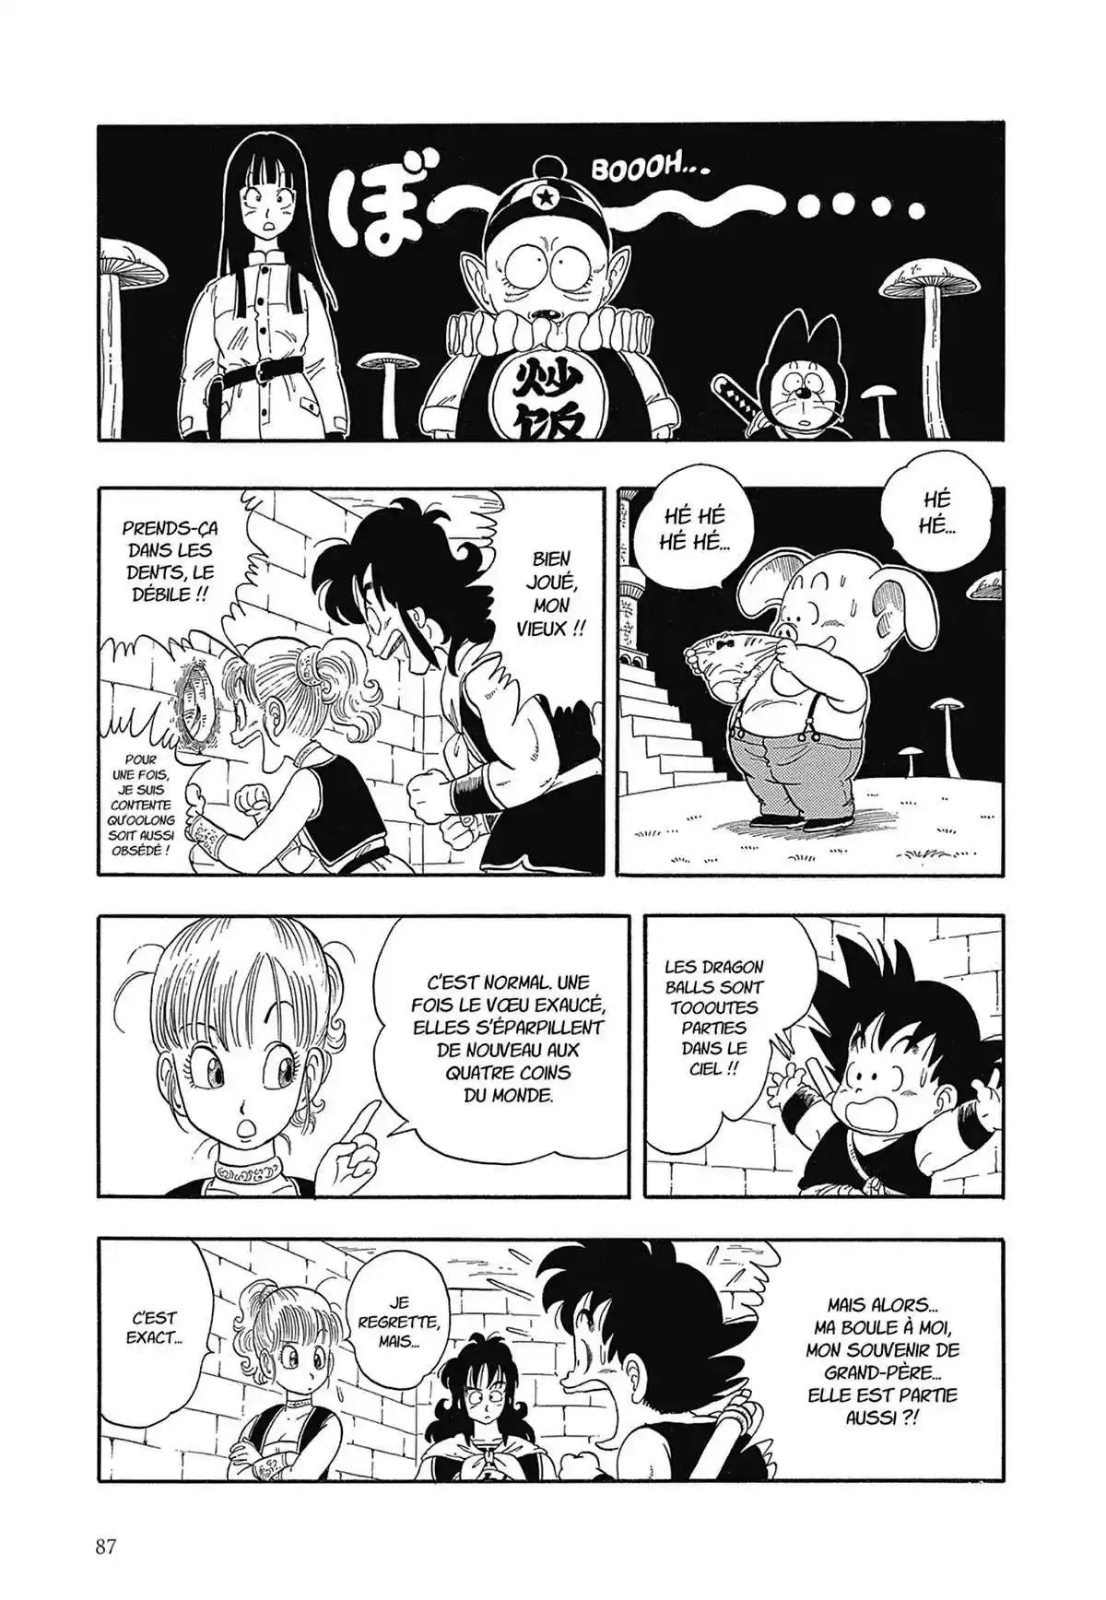 ぼ〜〜‥‥
BOOOH...
炒
飯
HÉ
HÉ...
HÉ HÉ
HÉ HÉ...
BIEN
JOUÉ,
MON
VIEUX !!
PRENDS-ÇA
DANS LES
DENTS, LE
DÉBILE !!
POUR
UNE FOIS,
JE SUIS
CONTENTE
QU'OOLONG
SOIT AUSSI
OBSÉDÉ !
LES DRAGON
BALLS SONT
TOOOUTES
PARTIES
DANS LE
CIEL !!
C'EST NORMAL. UNE
FOIS LE VŒU EXAUCÉ,
ELLES S'ÉPARPILLENT
DE NOUVEAU AUX
QUATRE COINS
DU MONDE.
MAIS ALORS...
MA BOULE À MOI,
MON SOUVENIR DE
GRAND-PÈRE...
ELLE EST PARTIE
AUSSI ?!
JE
REGRETTE,
MAIS...
C'EST
EXACT...
87